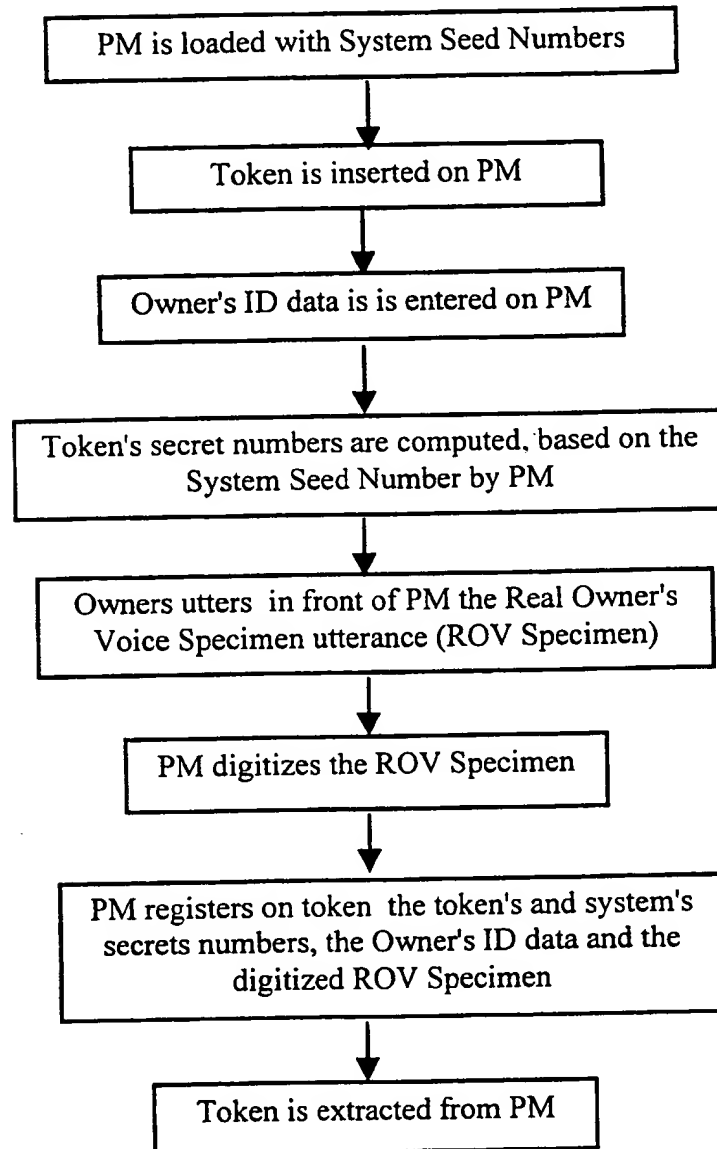 PM is loaded with System Seed Numbers
Token is inserted on PM
Owner's ID data is is entered on PM
Token's secret numbers are computed, based on the
System Seed Number by PM
Owners utters in front of PM the Real Owner's
Voice Specimen utterance (ROV Specimen)
PM digitizes the ROV Specimen
PM registers on token the token's and system's
secrets numbers, the Owner's ID data and the
digitized ROV Specimen
Token is extracted from PM